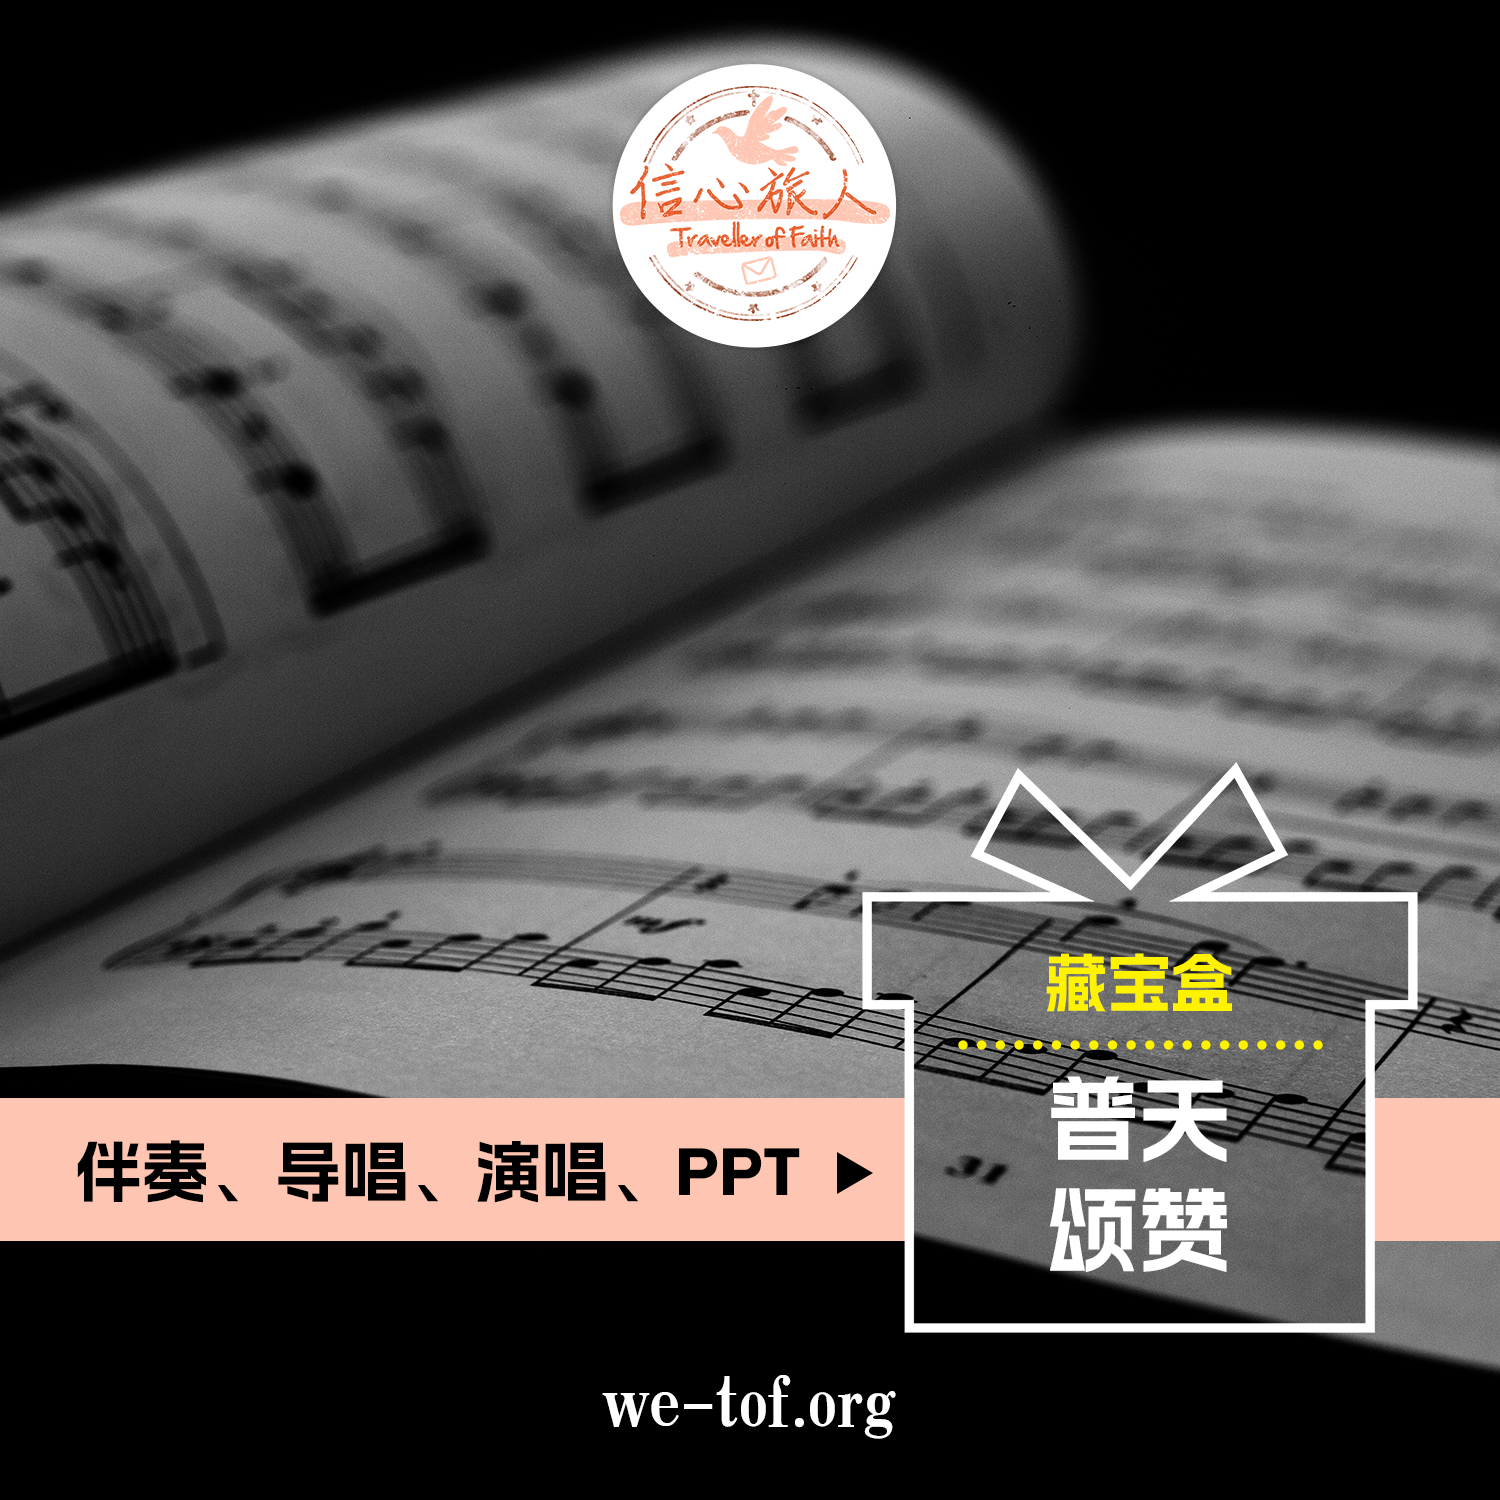 信心旅人
Traveller of Faith
藏宝盒
普天
颂赞
伴奏、导唱、演唱、PPT
31
we-tof.org